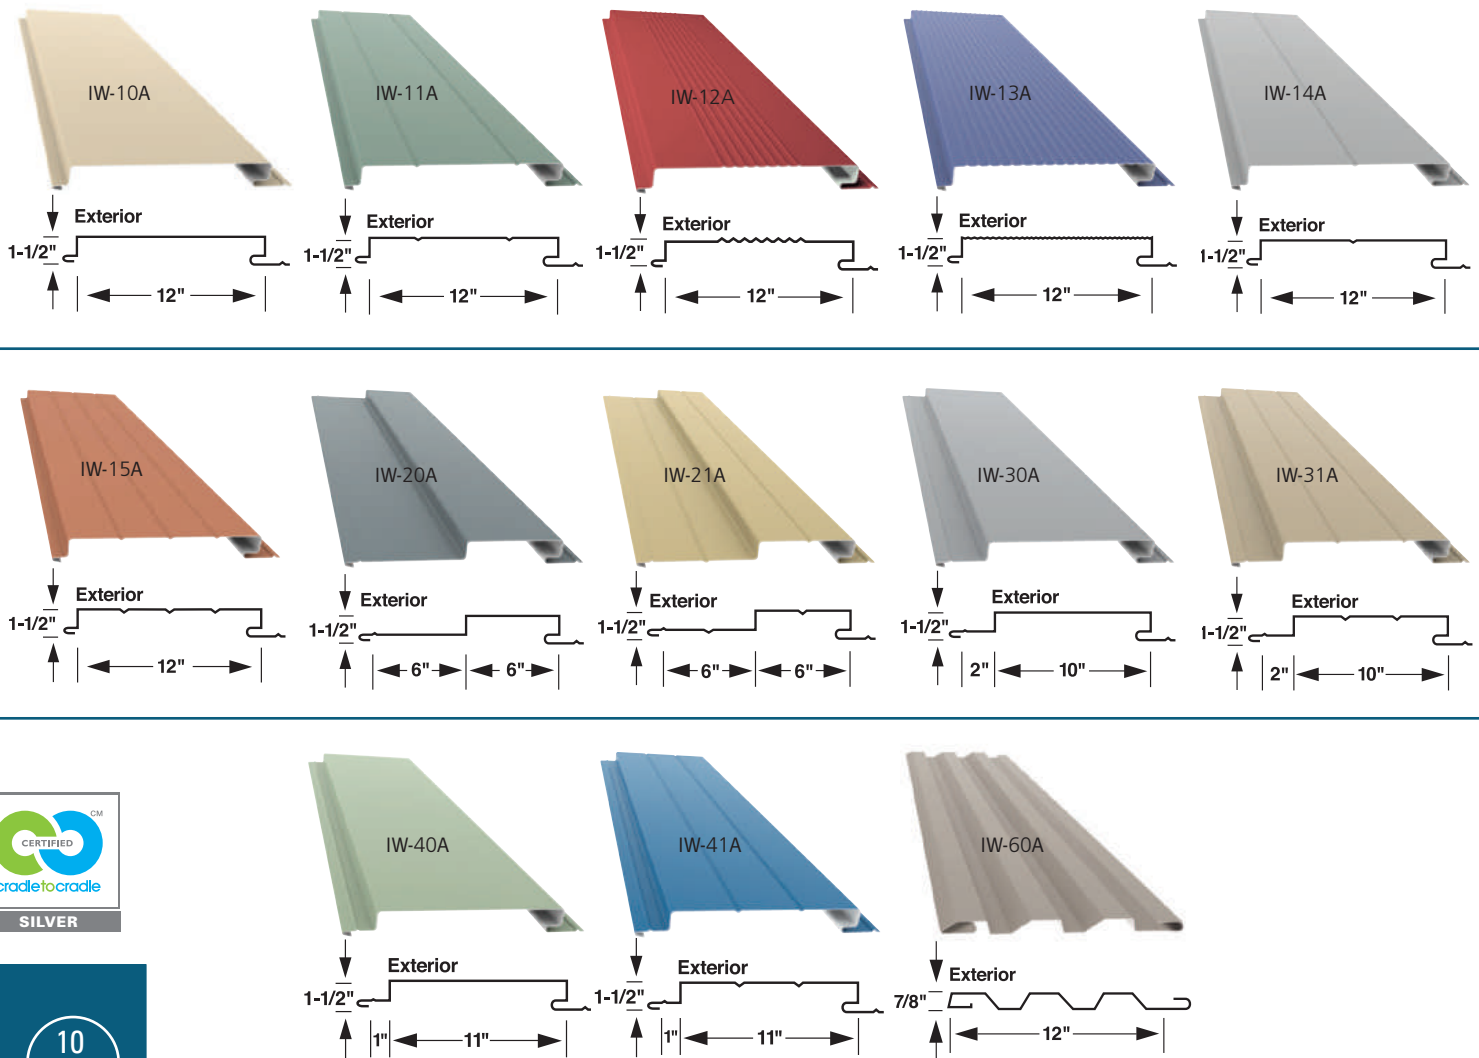 IW-10A
IW-11A
IW-12A
IW-13A
IW-14A
Exterior
1-1/2"
12"
Exterior
1-1/2"
12"
Exterior
1-1/2"
12"
Exterior
1-1/2"
12"
Exterior
1-1/2"
12"
IW-15A
IW-20A
IW-21A
IW-30A
IW-31A
Exterior
1-1/2"
12"
Exterior
1-1/2"
6" 6"
Exterior
1-1/2"
6" 6"
Exterior
1-1/2"
2" 10"
Exterior
1-1/2"
2" 10"
IW-40A
IW-41A
IW-60A
Exterior
1-1/2"
1" 11"
Exterior
1-1/2"
1" 11"
Exterior
7/8"
12"
CM
CERTIFIED
cradletocradle
SILVER
10